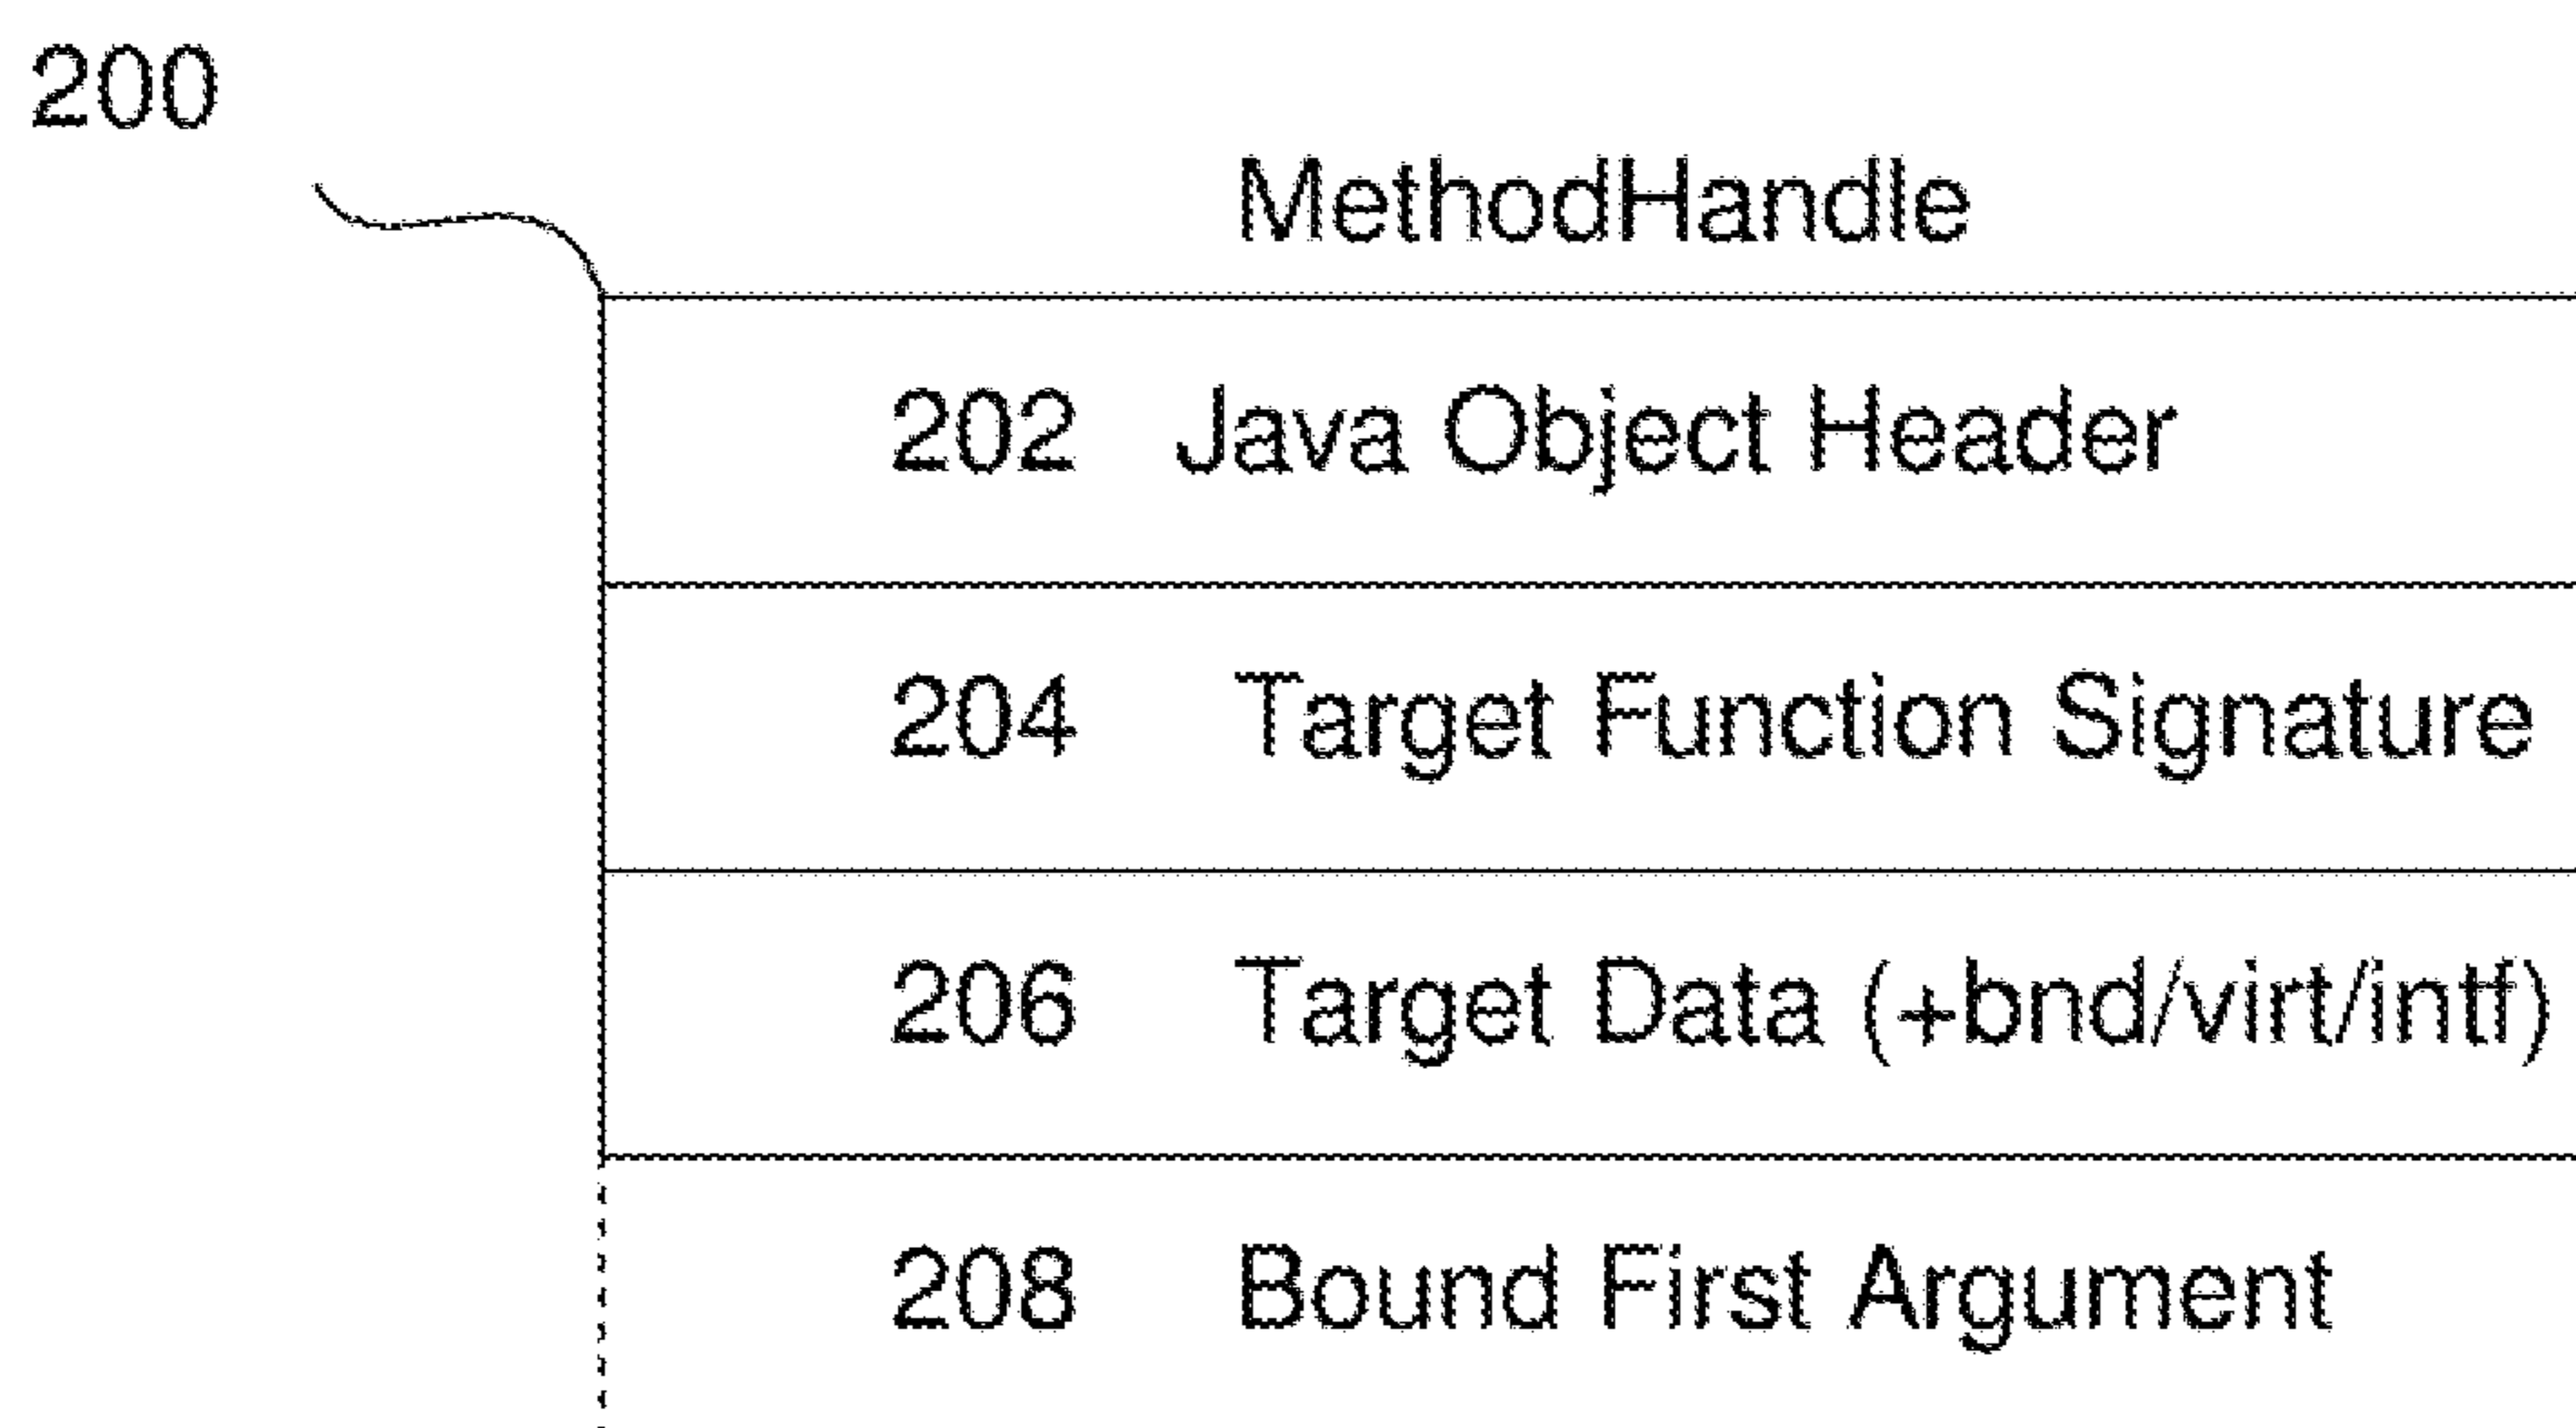 200
MethodHandle
202 Java Object Header
204 Target Function Signature
206 Target Data (+bnd/virt/intf)
208 Bound First Argument